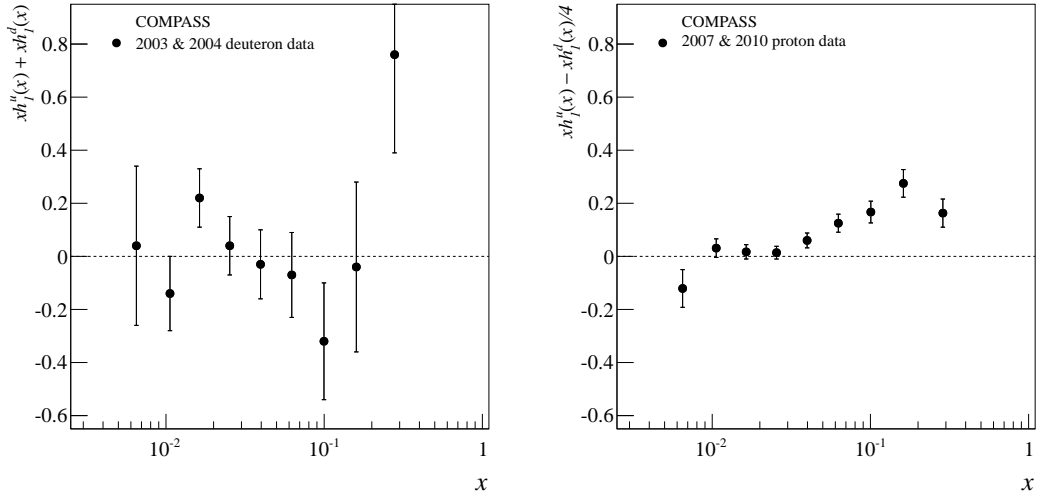 COMPASS
2003 & 2004 deuteron data
xh₁ᵘ(x) + xh₁ᵈ(x)
0.8
0.6
0.4
0.2
0
-0.2
-0.4
-0.6
10⁻²
10⁻¹
1
x
COMPASS
2007 & 2010 proton data
xh₁ᵘ(x) − xh₁ᵈ(x)/4
0.8
0.6
0.4
0.2
0
-0.2
-0.4
-0.6
10⁻²
10⁻¹
1
x